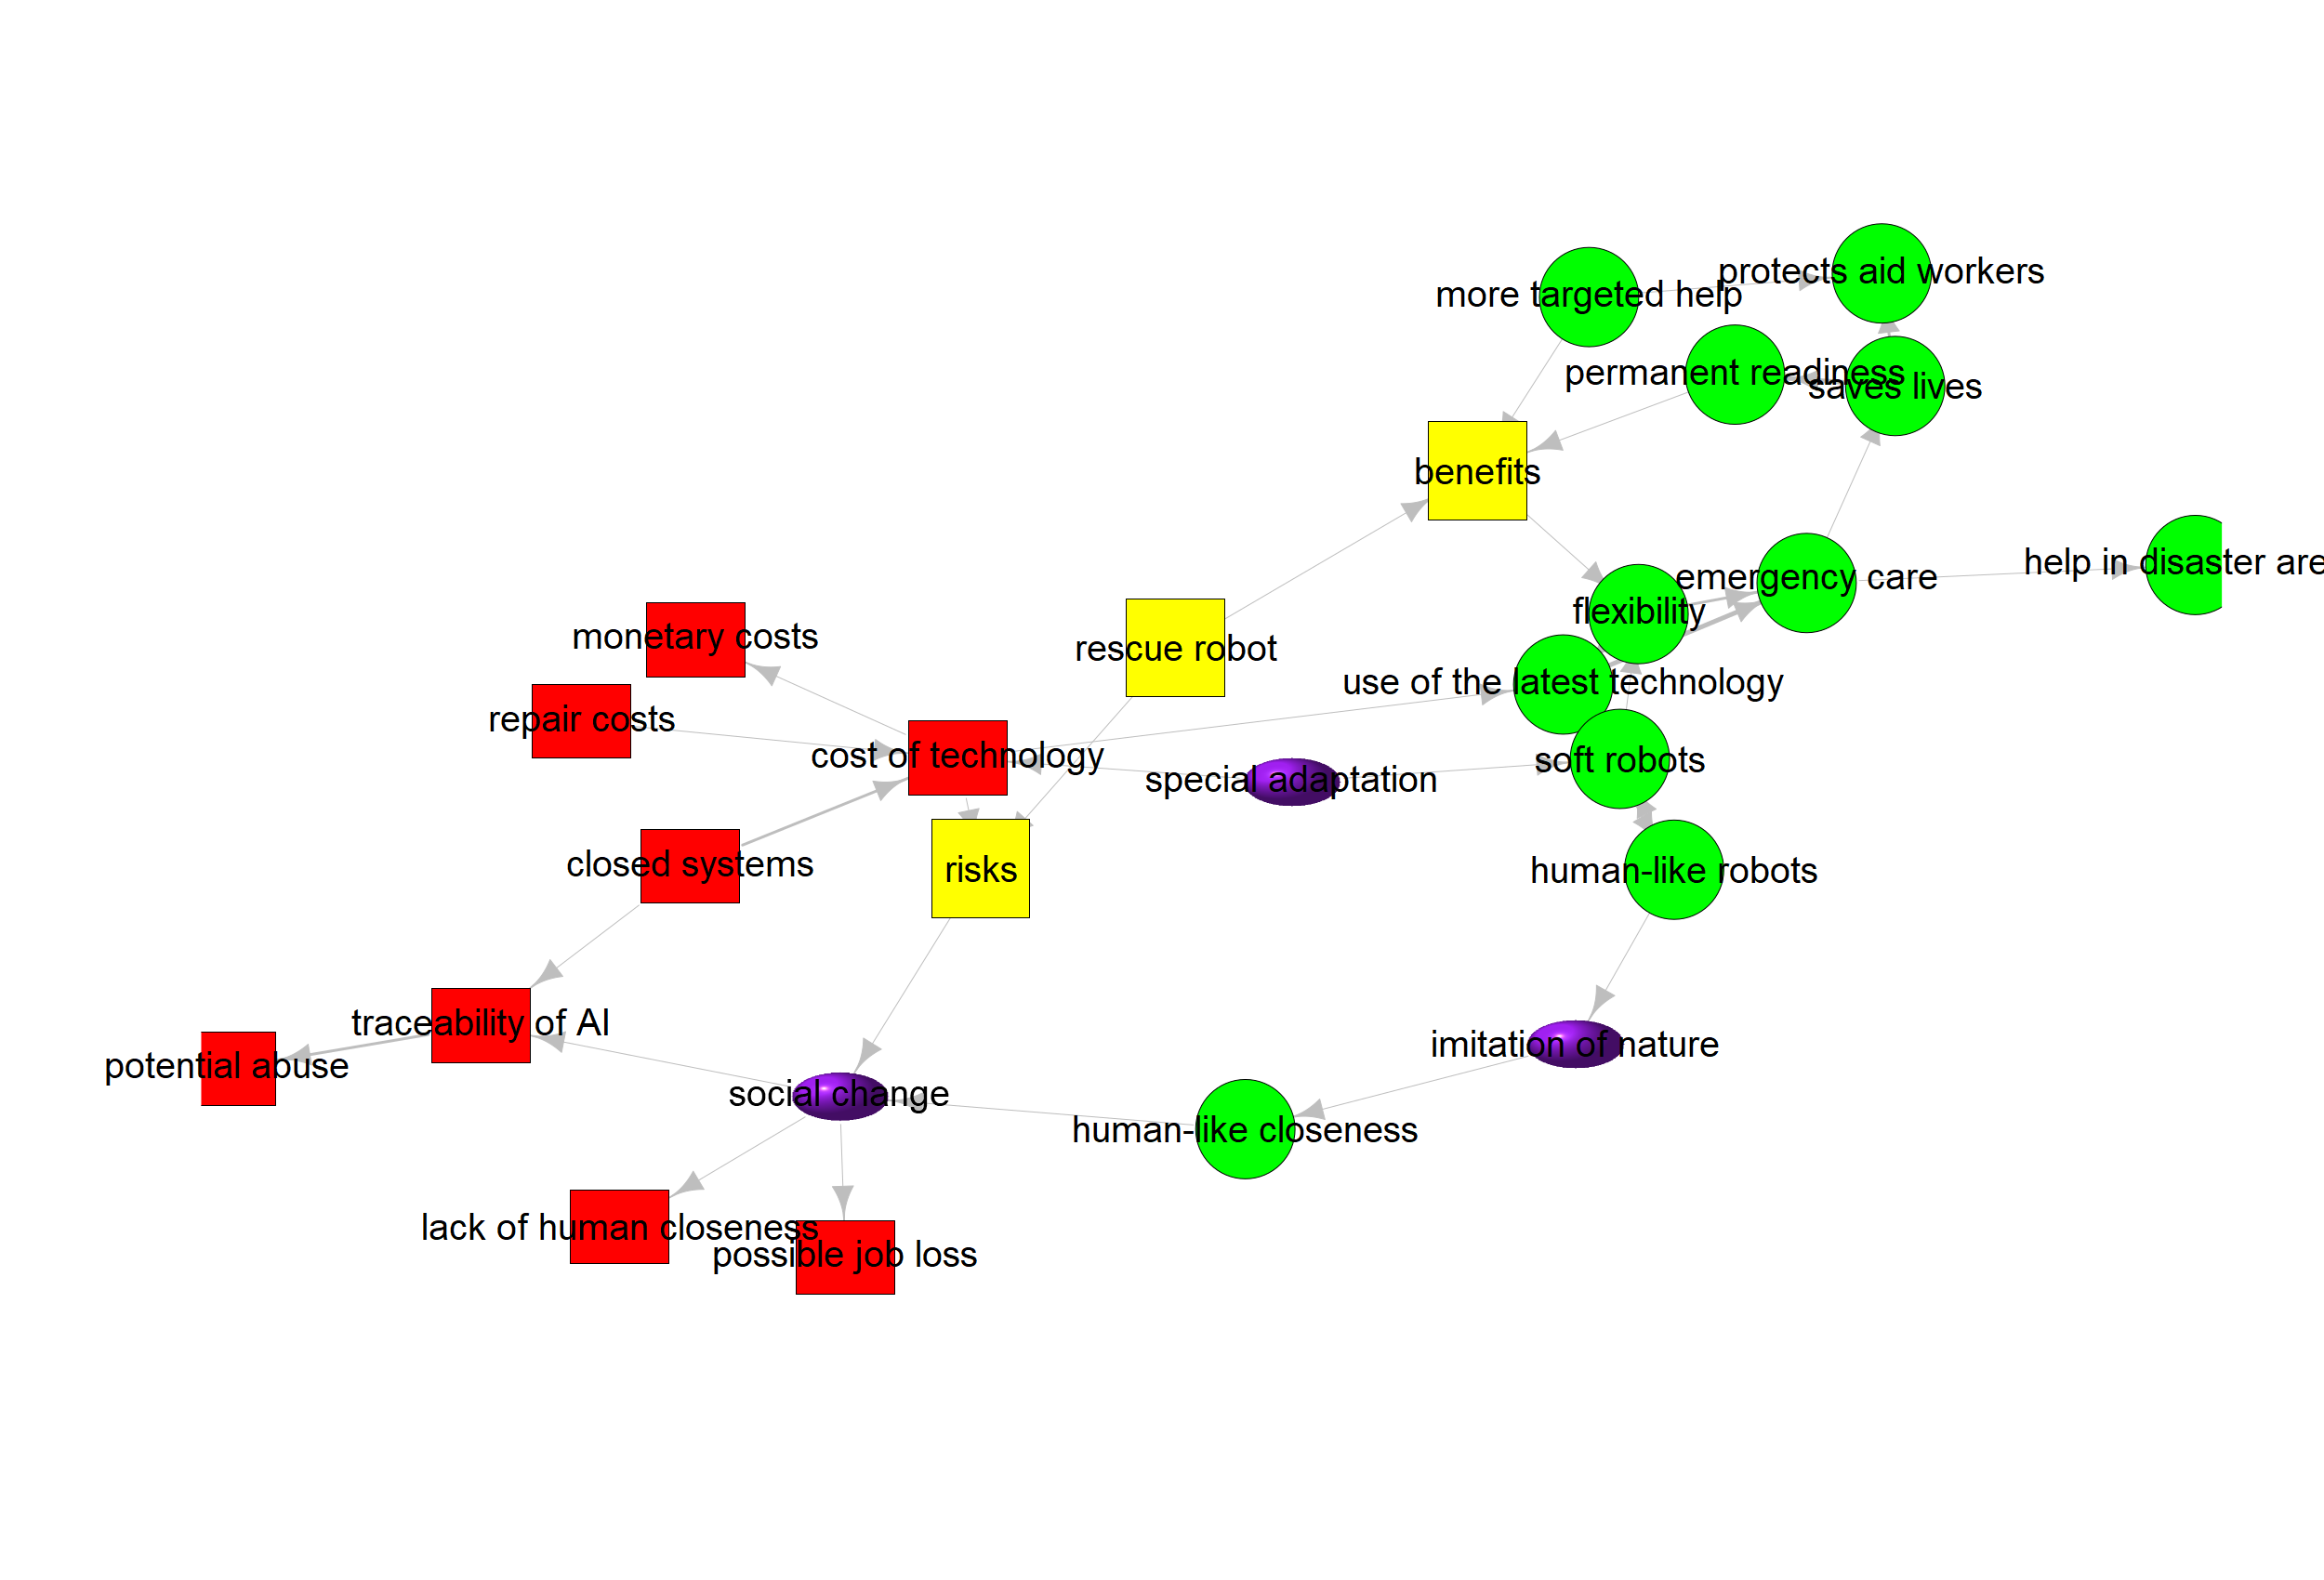 protects aid workers
more targeted help
permanent readiness
saves lives
benefits
help in disaster are
emergency care
flexibility
monetary costs
rescue robot
use of the latest technology
repair costs
cost of technology
special adaptation
soft robots
closed systems
risks
human-like robots
traceability of AI
imitation of nature
potential abuse
social change
human-like closeness
lack of human closeness
possible job loss